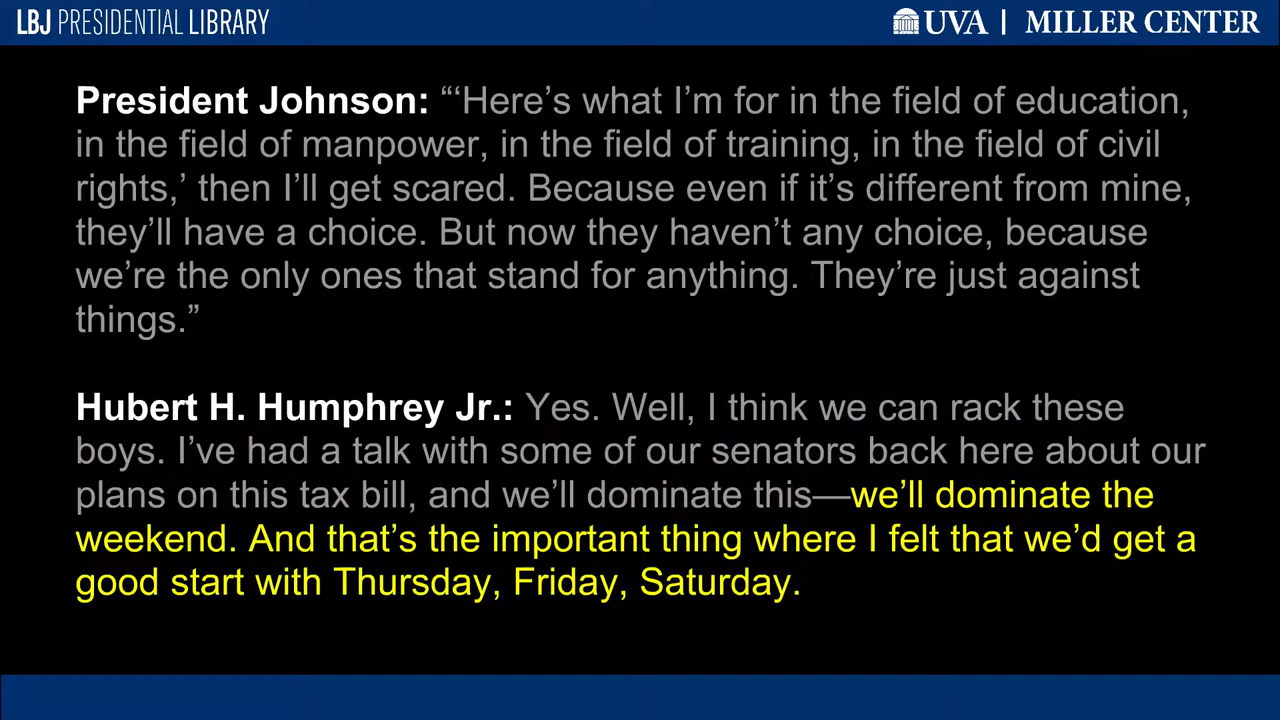 LBJ PRESIDENTIAL LIBRARY
UVA | MILLER CENTER
President Johnson: “‘Here’s what I’m for in the field of education,
in the field of manpower, in the field of training, in the field of civil
rights,’ then I’ll get scared. Because even if it’s different from mine,
they’ll have a choice. But now they haven’t any choice, because
we’re the only ones that stand for anything. They’re just against
things.”
Hubert H. Humphrey Jr.: Yes. Well, I think we can rack these
boys. I’ve had a talk with some of our senators back here about our
plans on this tax bill, and we’ll dominate this—we’ll dominate the
weekend. And that’s the important thing where I felt that we’d get a
good start with Thursday, Friday, Saturday.